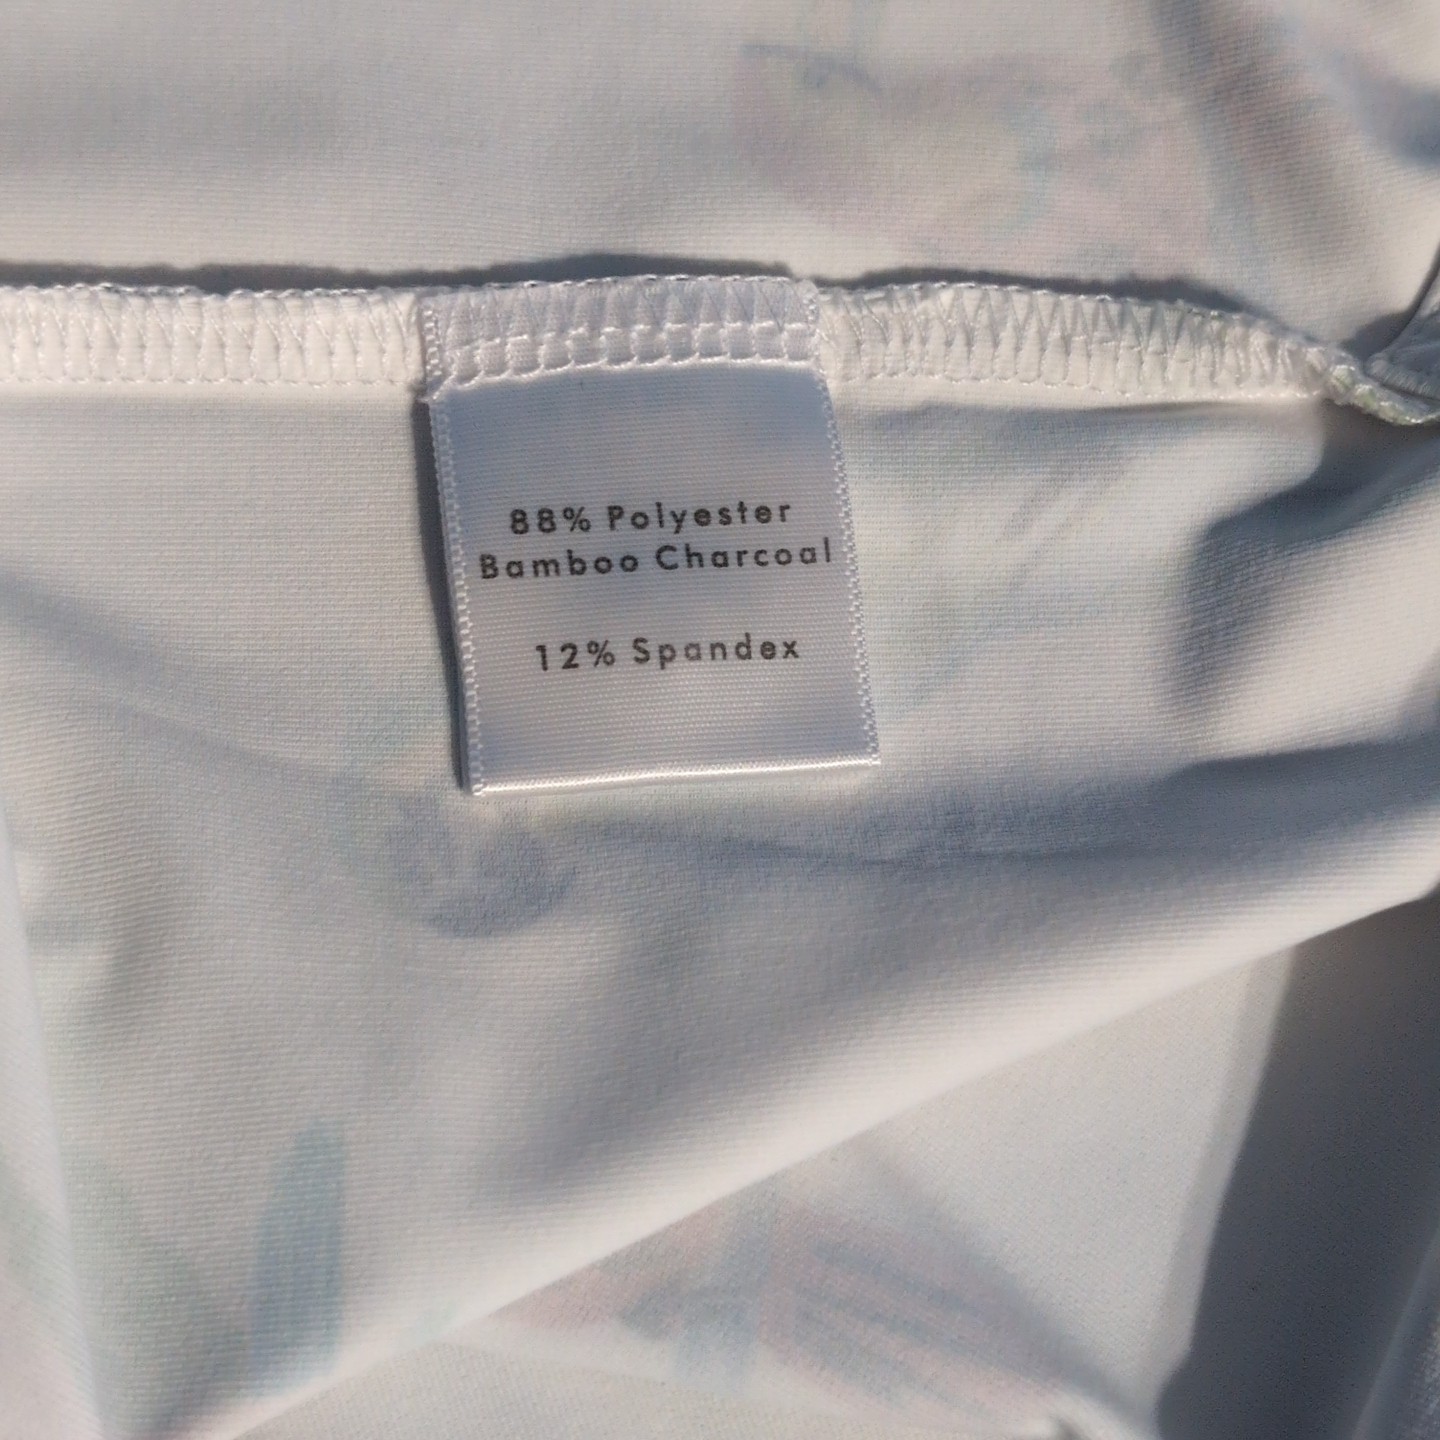 88% Polyester
Bamboo Charcoal
12% Spandex